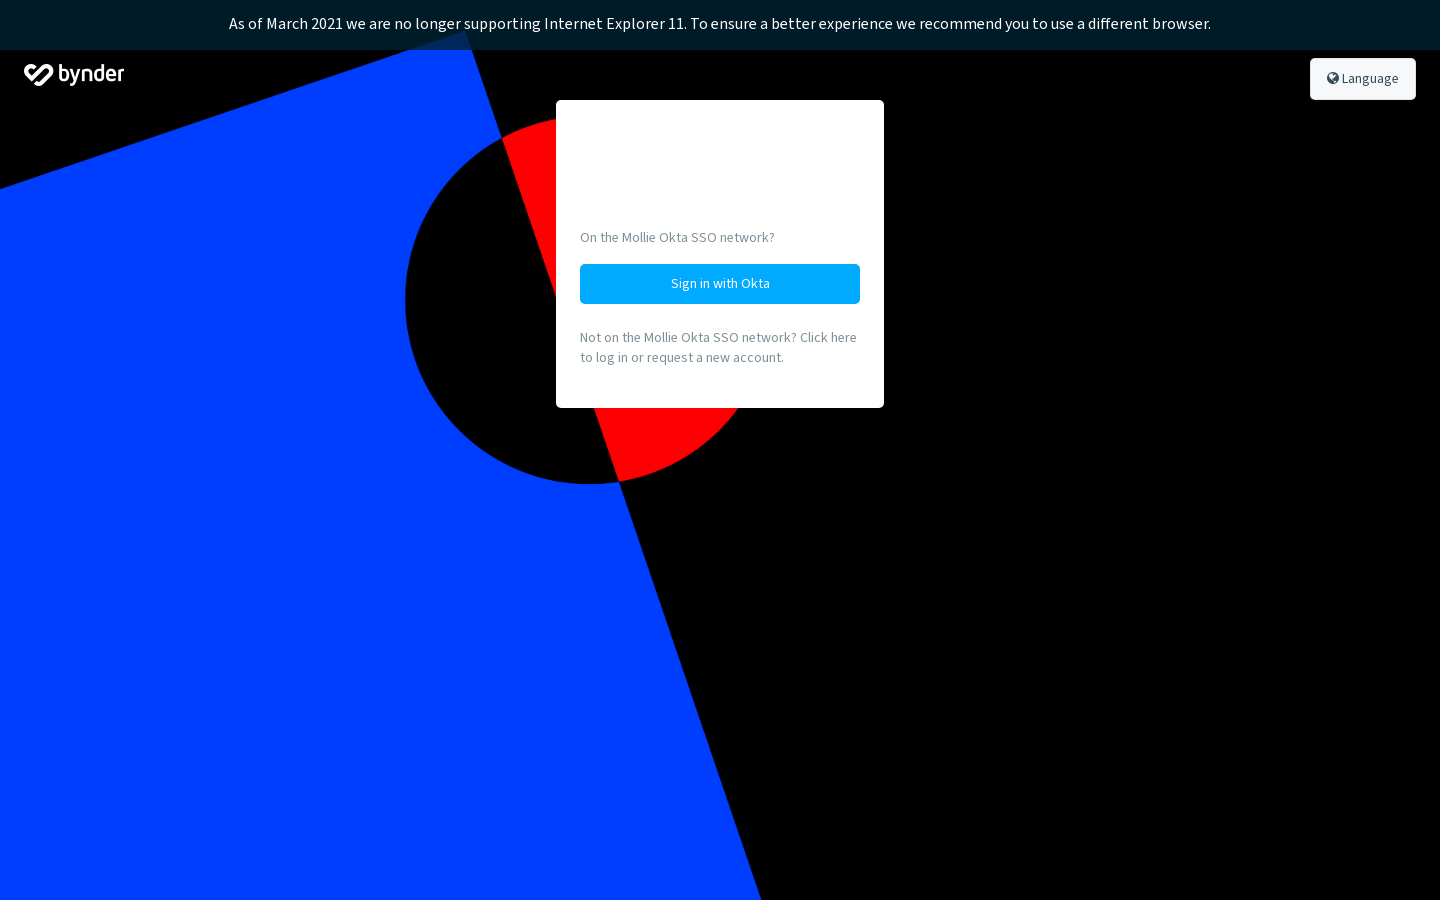 As of March 2021 we are no longer supporting Internet Explorer 11. To ensure a better experience we recommend you to use a different browser.
bynder
Language
On the Mollie Okta SSO network?
Sign in with Okta
Not on the Mollie Okta SSO network? Click here
to log in or request a new account.